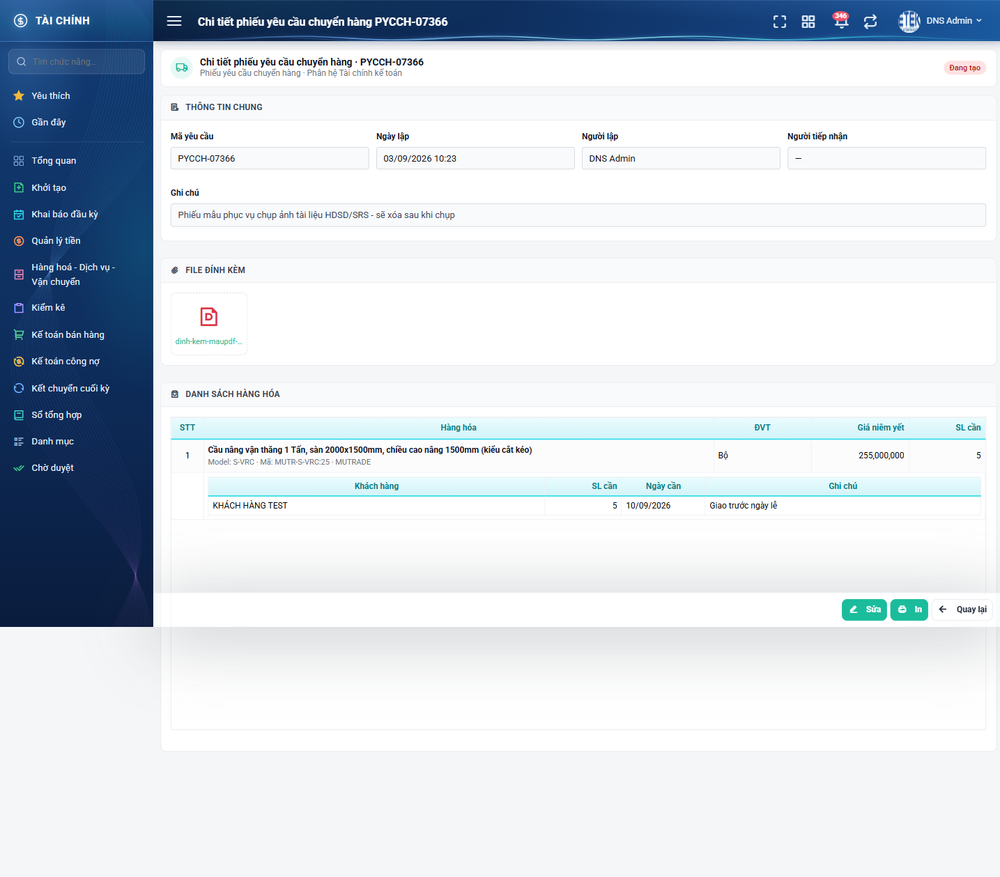 TÀI CHÍNH
Chi tiết phiếu yêu cầu chuyển hàng PYCCH-07366
346
DNS Admin
Tìm chức năng...
Yêu thích
Gần đây
Tổng quan
Khởi tạo
Khai báo đầu kỳ
Quản lý tiền
Hàng hoá - Dịch vụ -
Vận chuyển
Kiểm kê
Kế toán bán hàng
Kế toán công nợ
Kết chuyển cuối kỳ
Sổ tổng hợp
Danh mục
Chờ duyệt
Chi tiết phiếu yêu cầu chuyển hàng · PYCCH-07366
Phiếu yêu cầu chuyển hàng · Phân hệ Tài chính kế toán
Đang tạo
THÔNG TIN CHUNG
Mã yêu cầu Ngày lập Người lập Người tiếp nhận
PYCCH-07366 03/09/2026 10:23 DNS Admin —
Ghi chú
Phiếu mẫu phục vụ chụp ảnh tài liệu HDSD/SRS - sẽ xóa sau khi chụp
FILE ĐÍNH KÈM
dinh-kem-maupdf-...
DANH SÁCH HÀNG HÓA
STT Hàng hóa ĐVT Giá niêm yết SL cần
1 Cầu nâng vận thăng 1 Tấn, sàn 2000x1500mm, chiều cao nâng 1500mm (kiểu cắt kéo) Bộ 255,000,000 5
Model: S-VRC · Mã: MUTR-S-VRC:25 · MUTRADE
Khách hàng SL cần Ngày cần Ghi chú
KHÁCH HÀNG TEST 5 10/09/2026 Giao trước ngày lễ
Sửa In Quay lại